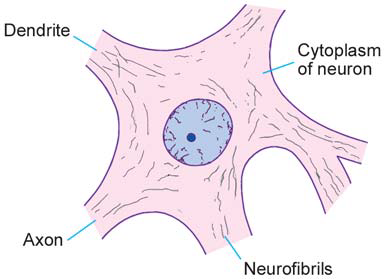 Dendrite
Cytoplasm
of neuron
Axon
Neurofibrils